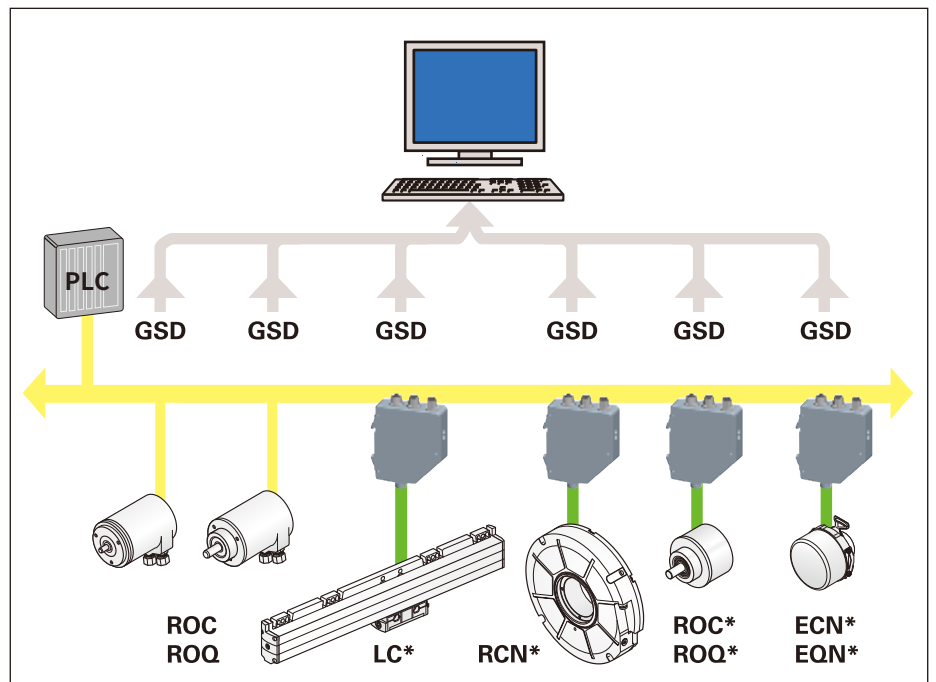 PLC
GSD GSD GSD GSD GSD GSD
ROC
ROQ
LC*
RCN*
ROC*
ROQ*
ECN*
EQN*